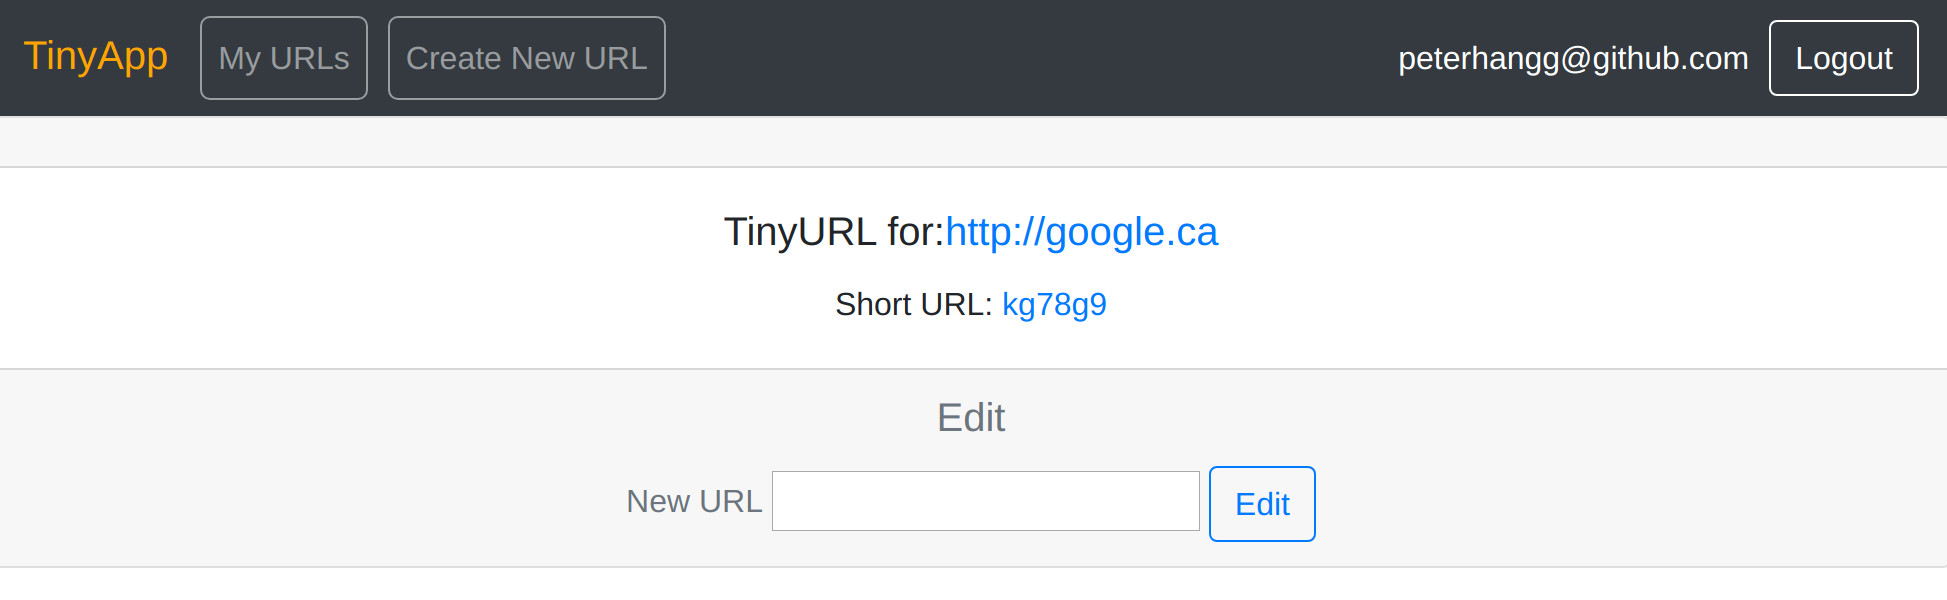 TinyApp My URLs Create New URL peterhangg@github.com Logout
TinyURL for:http://google.ca
Short URL: kg78g9
Edit
New URL Edit